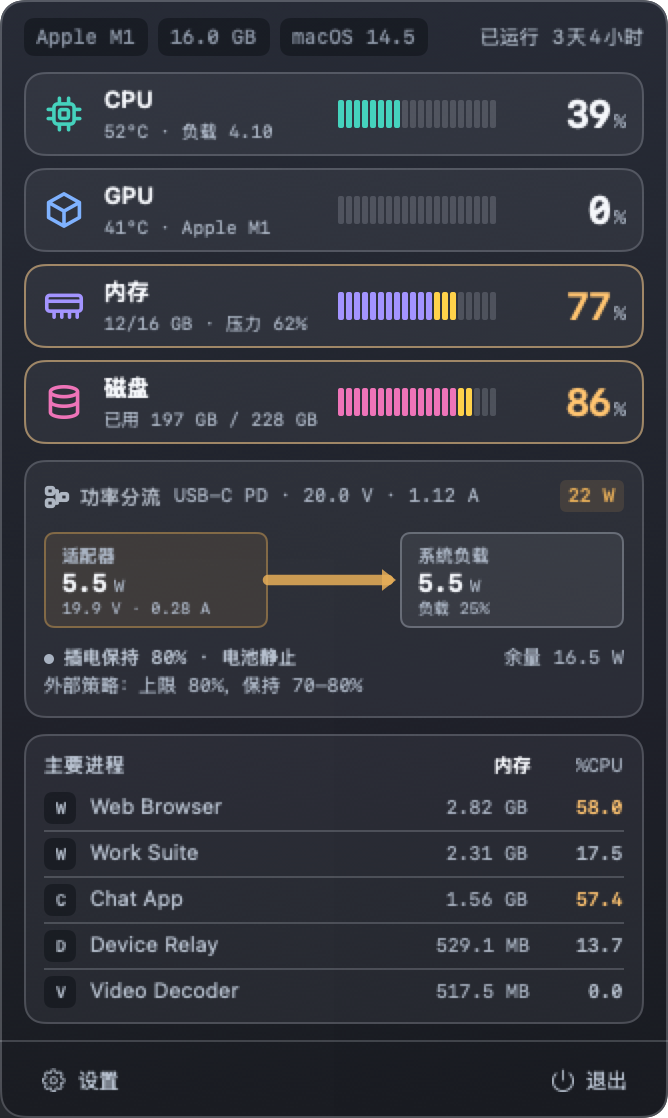 Apple M1 16.0 GB macOS 14.5 已运行 3天4小时
CPU
52°C · 负载 4.10
39%
GPU
41°C · Apple M1
0%
内存
12/16 GB · 压力 62%
77%
磁盘
已用 197 GB / 228 GB
86%
功率分流 USB-C PD · 20.0 V · 1.12 A 22 W
适配器
5.5 W
19.9 V · 0.28 A
系统负载
5.5 W
负载 25%
插电保持 80% · 电池静止 余量 16.5 W
外部策略: 上限 80%, 保持 70–80%
主要进程 内存 %CPU
W Web Browser 2.82 GB 58.0
W Work Suite 2.31 GB 17.5
C Chat App 1.56 GB 57.4
D Device Relay 529.1 MB 13.7
V Video Decoder 517.5 MB 0.0
设置 退出